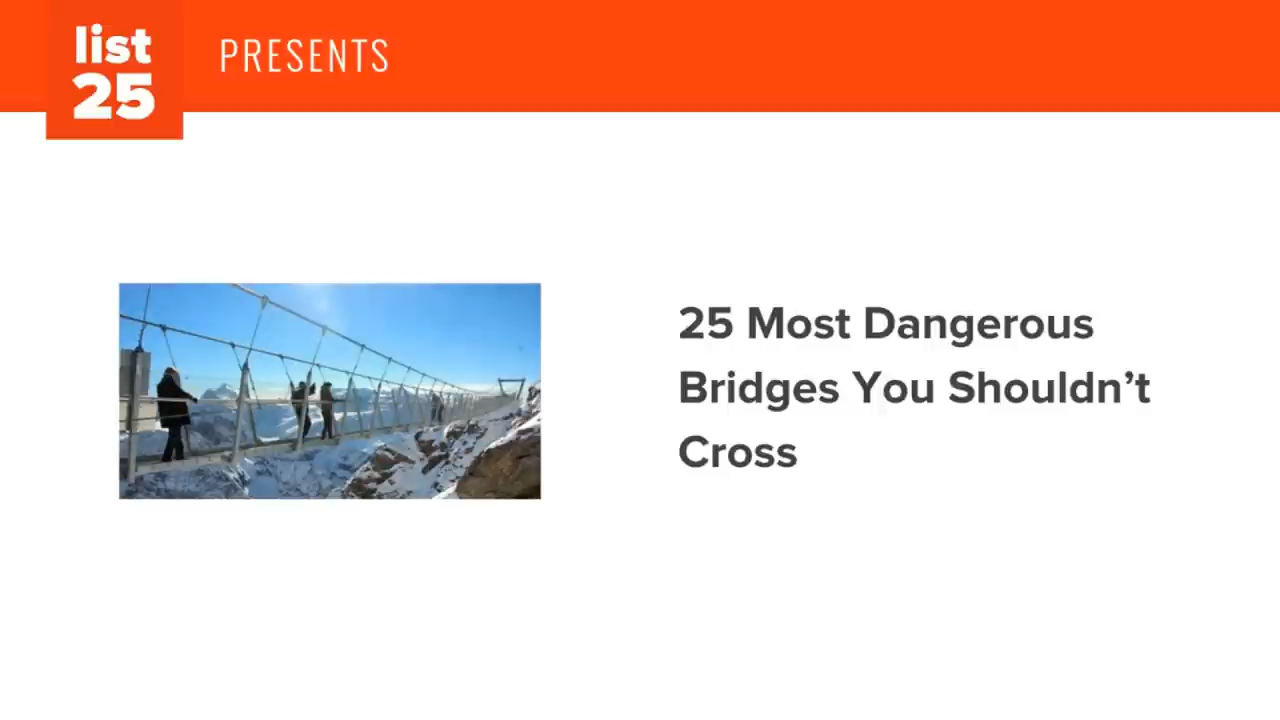 list
25
PRESENTS
25 Most Dangerous
Bridges You Shouldn’t
Cross